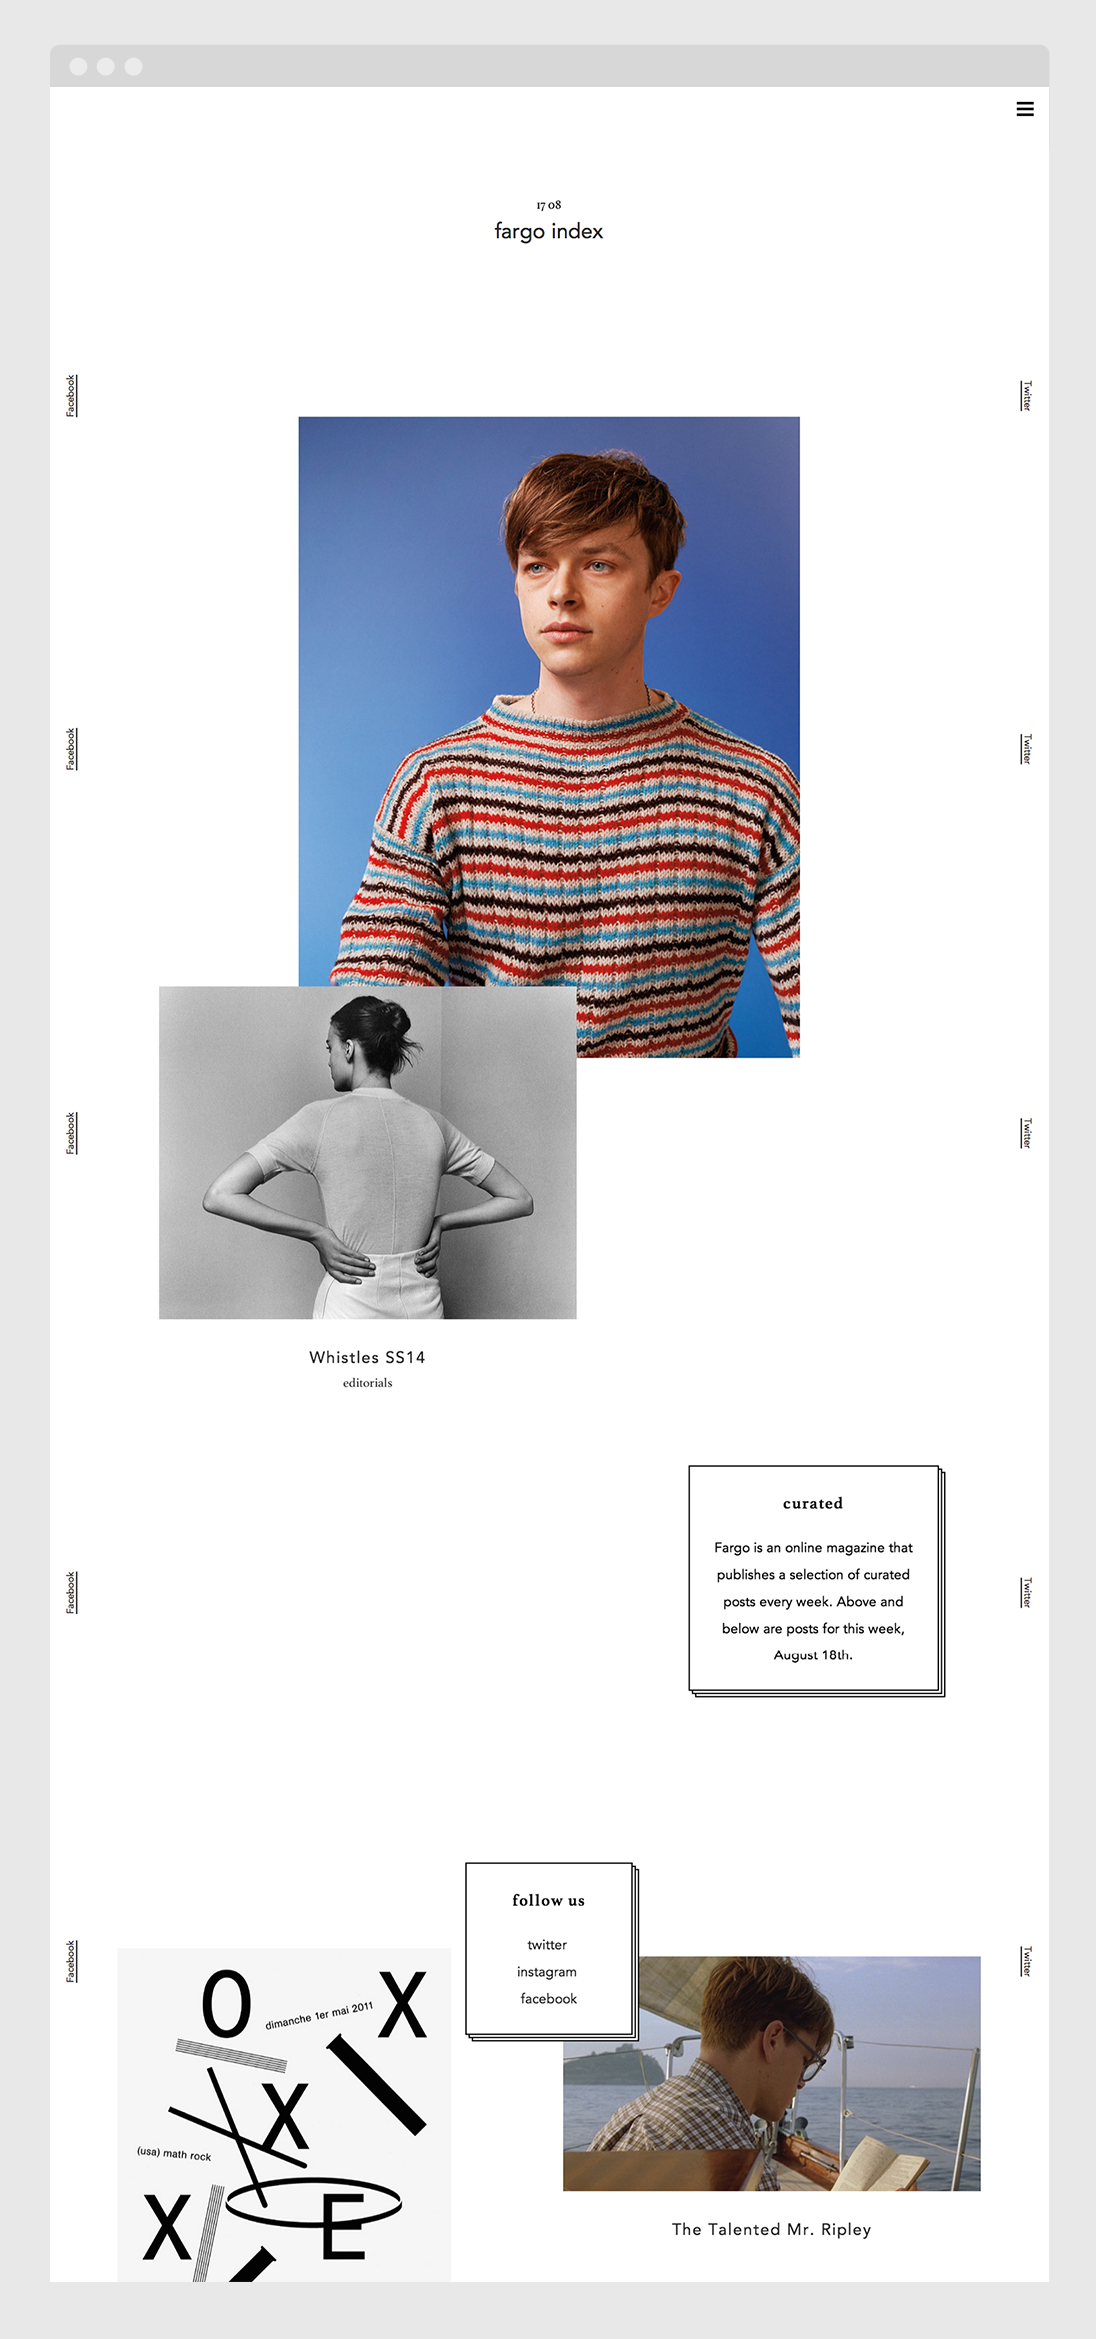 17 08
fargo index
Facebook
Twitter
Facebook
Twitter
Facebook
Twitter
Whistles SS14
editorials
curated
Fargo is an online magazine that
publishes a selection of curated
posts every week. Above and
below are posts for this week,
August 18th.
Facebook
Twitter
follow us
twitter
instagram
facebook
Facebook
Twitter
O X
dimanche 1er mai 2011
X
(usa) math rock
X E
The Talented Mr. Ripley